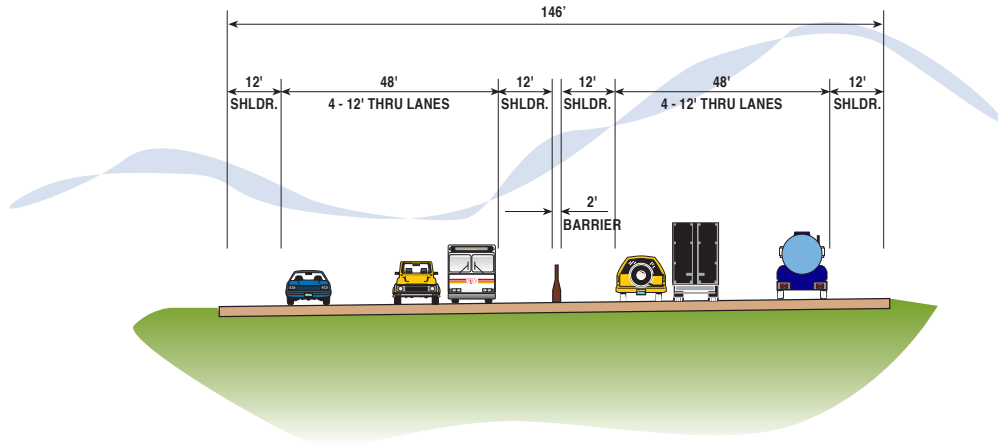 146'
12'
48'
12'
12'
48'
12'
SHLDR.
4 - 12' THRU LANES
SHLDR.
SHLDR.
4 - 12' THRU LANES
SHLDR.
2'
BARRIER